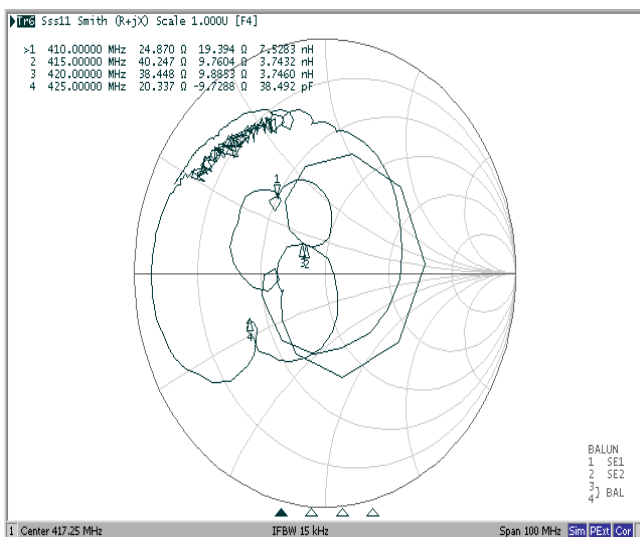 Tr6 Sss11 Smith (R+jX) Scale 1.000U [F4]
>1 410.00000 MHz 24.870 Ω 19.394 Ω 7.5283 nH
2 415.00000 MHz 40.247 Ω 9.7604 Ω 3.7432 nH
3 420.00000 MHz 38.448 Ω 9.8853 Ω 3.7460 nH
4 425.00000 MHz 20.337 Ω -9.7288 Ω 38.492 pF
1
32
4
BALUN
1 SE1
2 SE2
3
4} BAL
1 Center 417.25 MHz IFBW 15 kHz Span 100 MHz Sim PExt Cor